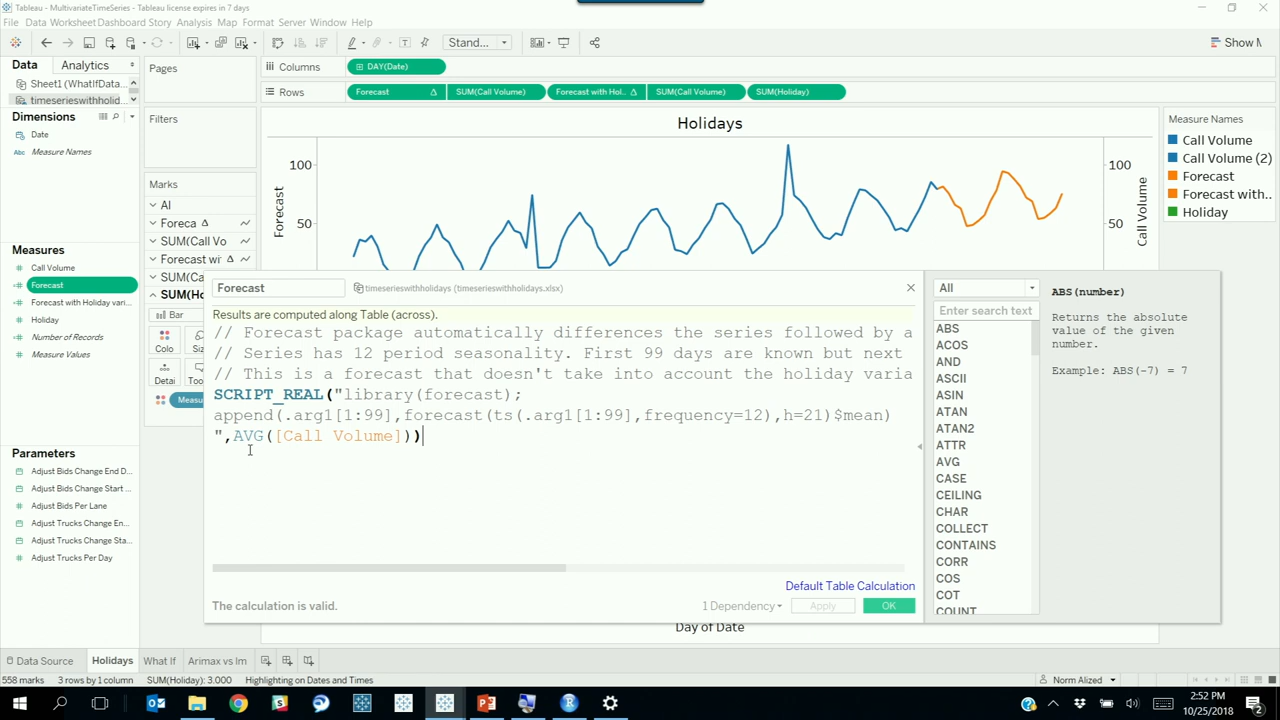 Tableau - MultivariateTimeSeries - Tableau license expires in 7 days
File Data Worksheet Dashboard Story Analysis Map Format Server Window Help
Stand...
Show M
Data Analytics
Sheet1 (WhatIfData...
timeserieswithholid...
Dimensions
Date
Abc Measure Names
Measures
Call Volume
Forecast
Forecast with Holiday vari...
Holiday
Number of Records
Measure Values
Parameters
Adjust Bids Change End D...
Adjust Bids Change Start ...
Adjust Bids Per Lane
Adjust Trucks Change En...
Adjust Trucks Change Sta...
Adjust Trucks Per Day
Pages
Filters
Marks
Al
Foreca
SUM(Call Vo
Forecast wi
SUM(Call
SUM(Ho
Bar
Colo
Siz
Detai
Too
Measu
Columns
DAY(Date)
Rows
Forecast
SUM(Call Volume)
Forecast with Hol..
SUM(Call Volume)
SUM(Holiday)
Holidays
100
50
Forecast
100
50
Call Volume
Day of Date
Measure Names
Call Volume
Call Volume (2)
Forecast
Forecast with..
Holiday
Forecast
timeserieswithholidays (timeserieswithholidays.xlsx)
Results are computed along Table (across).
// Forecast package automatically differences the series followed by a
// Series has 12 period seasonality. First 99 days are known but next
// This is a forecast that doesn't take into account the holiday varia
SCRIPT_REAL("library(forecast);
append(.arg1[1:99],forecast(ts(.arg1[1:99],frequency=12),h=21)$mean)
",AVG([Call Volume]))
Default Table Calculation
The calculation is valid.
1 Dependency
Apply
OK
All
Enter search text
ABS
ACOS
AND
ASCII
ASIN
ATAN
ATAN2
ATTR
AVG
CASE
CEILING
CHAR
COLLECT
CONTAINS
CORR
COS
COT
COUNT
ABS(number)
Returns the absolute
value of the given
number.
Example: ABS(-7) = 7
Data Source
Holidays
What If
Arimax vs lm
558 marks
3 rows by 1 column
SUM(Holiday): 3.000
Highlighting on Dates and Times
Norm Alized
2:52 PM
10/25/2018